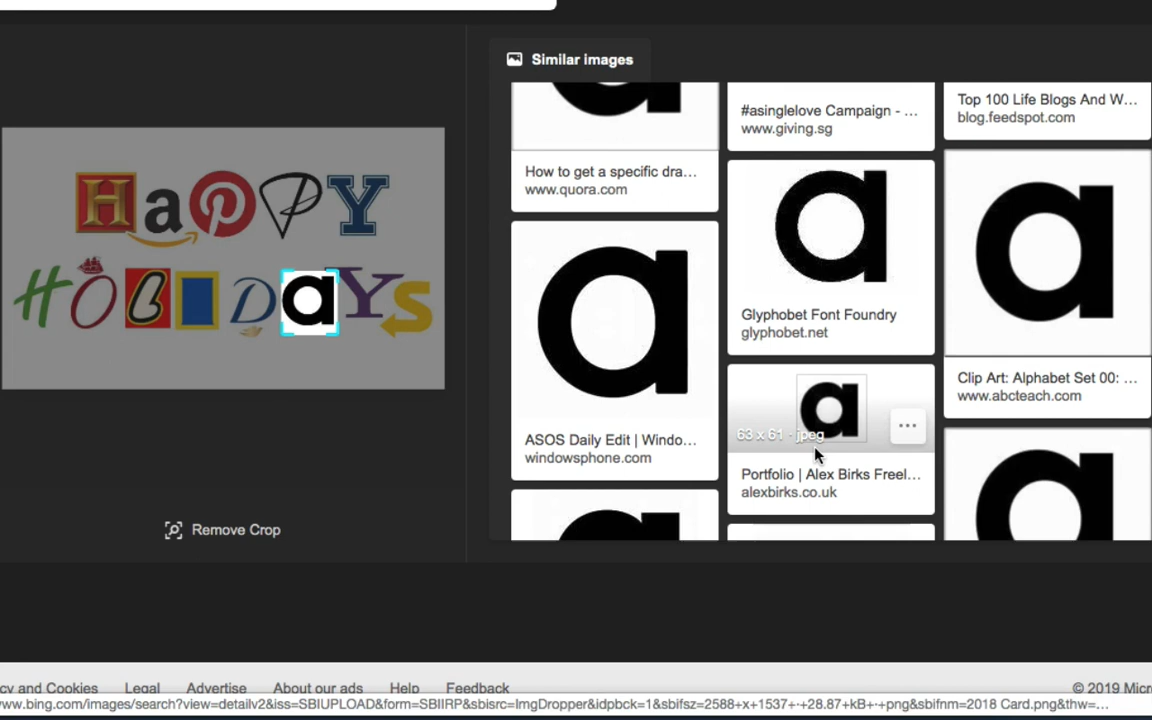 Similar images
HaPPY
HOLIDaYS
Remove Crop
a
How to get a specific dra...
www.quora.com
a
ASOS Daily Edit | Windo...
windowsphone.com
a
#asinglelove Campaign - ...
www.giving.sg
a
Glyphobet Font Foundry
glyphobet.net
a
63 x 61 · jpeg
Portfolio | Alex Birks Freel...
alexbirks.co.uk
Top 100 Life Blogs And W...
blog.feedspot.com
a
Clip Art: Alphabet Set 00: ...
www.abcteach.com
a
cy and Cookies Legal Advertise About our ads Help Feedback © 2019 Micr
ww.bing.com/images/search?view=detailv2&iss=SBIUPLOAD&form=SBIIRP&sbisrc=ImgDropper&idpbck=1&sbifsz=2588+x+1537+·+28.87+kB+·+png&sbifnm=2018 Card.png&thw=...